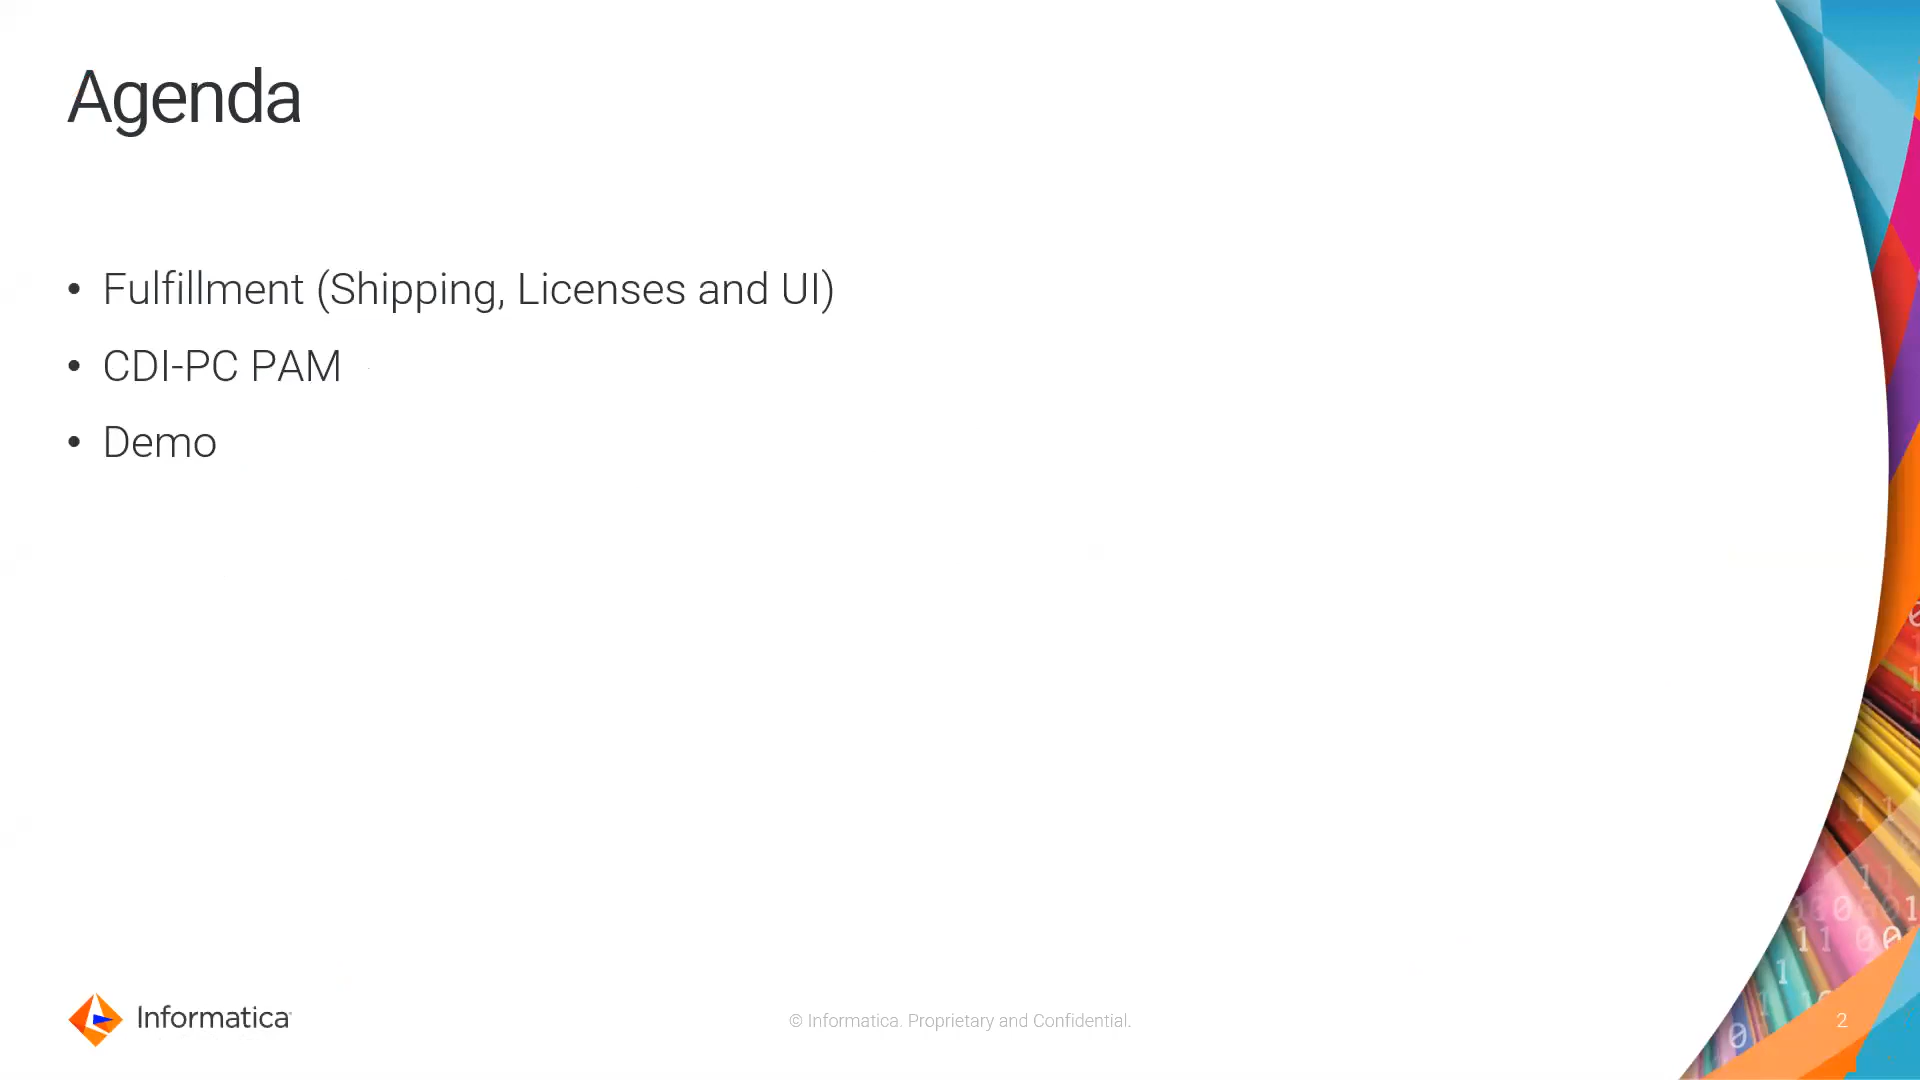 Agenda
• Fulfillment (Shipping, Licenses and UI)
• CDI-PC PAM
• Demo
Informatica
© Informatica. Proprietary and Confidential.
2